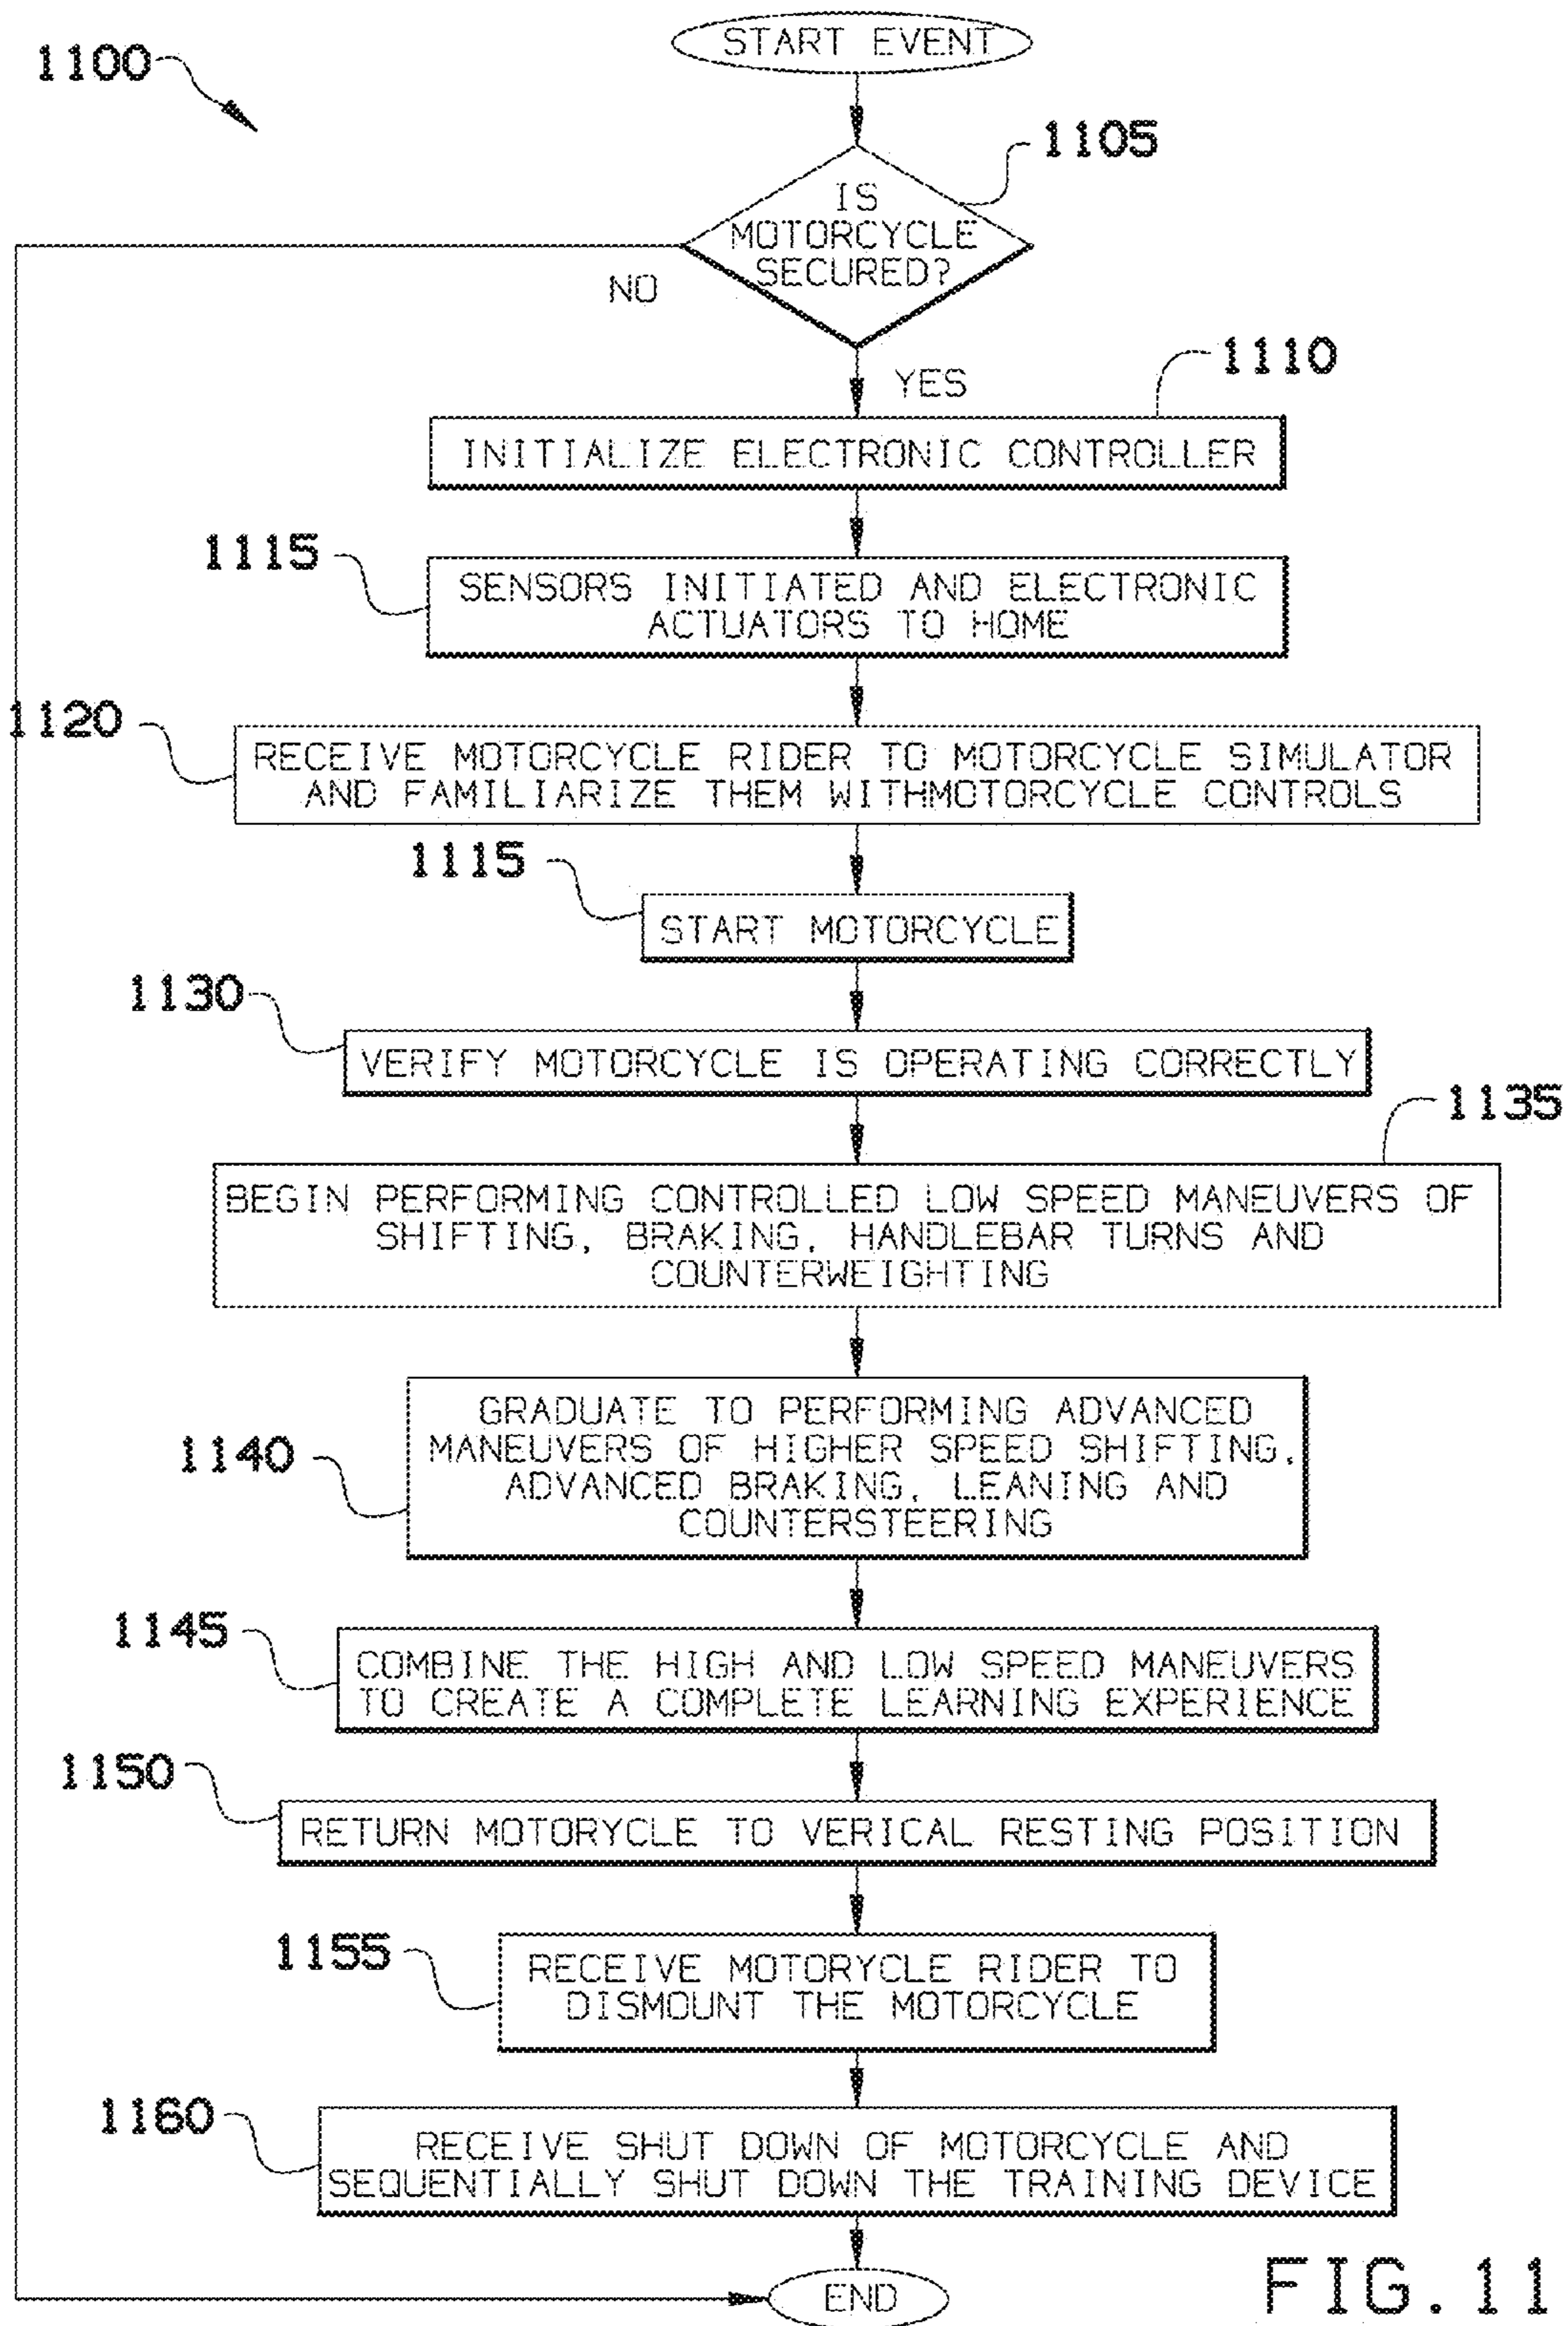 START EVENT
1100
1105
IS
MOTORCYCLE
SECURED?
NO
YES
1110
INITIALIZE ELECTRONIC CONTROLLER
1115
SENSORS INITIATED AND ELECTRONIC
ACTUATORS TO HOME
1120
RECEIVE MOTORCYCLE RIDER TO MOTORCYCLE SIMULATOR
AND FAMILIARIZE THEM WITHMOTORCYCLE CONTROLS
1115
START MOTORCYCLE
1130
VERIFY MOTORCYCLE IS OPERATING CORRECTLY
1135
BEGIN PERFORMING CONTROLLED LOW SPEED MANEUVERS OF
SHIFTING, BRAKING, HANDLEBAR TURNS AND
COUNTERWEIGHTING
1140
GRADUATE TO PERFORMING ADVANCED
MANEUVERS OF HIGHER SPEED SHIFTING,
ADVANCED BRAKING, LEANING AND
COUNTERSTEERING
1145
COMBINE THE HIGH AND LOW SPEED MANEUVERS
TO CREATE A COMPLETE LEARNING EXPERIENCE
1150
RETURN MOTORYCLE TO VERICAL RESTING POSITION
1155
RECEIVE MOTORYCLE RIDER TO
DISMOUNT THE MOTORCYCLE
1160
RECEIVE SHUT DOWN OF MOTORCYCLE AND
SEQUENTIALLY SHUT DOWN THE TRAINING DEVICE
END
FIG.11